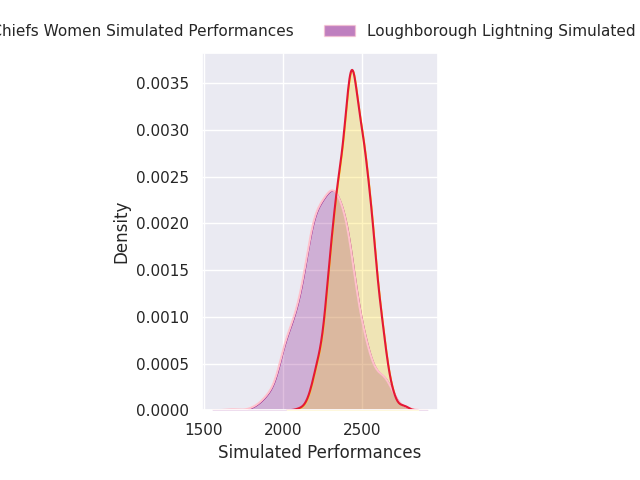 Chiefs Women Simulated Performances Loughborough Lightning Simulated
0.0035
0.0030
0.0025
0.0020
0.0015
0.0010
0.0005
0.0000
Density
1500 2000 2500
Simulated Performances